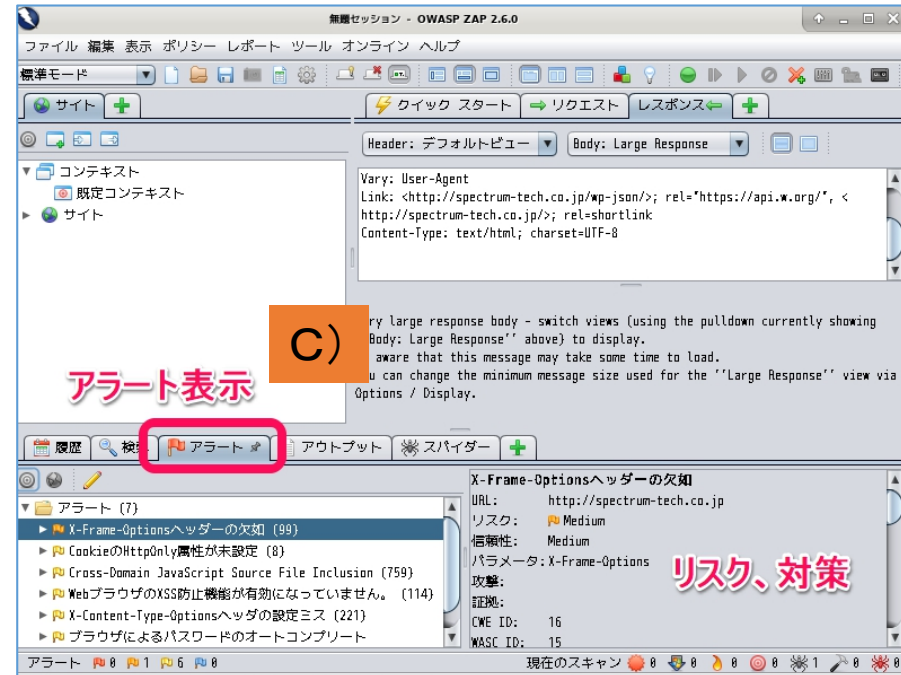 無題セッション - OWASP ZAP 2.6.0
ファイル 編集 表示 ポリシー レポート ツール オンライン ヘルプ
標準モード
サイト
クイック スタート リクエスト レスポンス
Header: デフォルトビュー Body: Large Response
コンテキスト
既定コンテキスト
サイト
Vary: User-Agent
Link: <http://spectrum-tech.co.jp/wp-json/>; rel="https://api.w.org/", <
http://spectrum-tech.co.jp/>; rel=shortlink
Content-Type: text/html; charset=UTF-8
C)
ry large response body - switch views (using the pulldown currently showing
Body: Large Response'' above) to display.
aware that this message may take some time to load.
u can change the minimum message size used for the ''Large Response'' view via
Options / Display.
アラート表示
履歴 検索 アラート アウトプット スパイダー
アラート (7)
X-Frame-Optionsヘッダーの欠如 (99)
CookieのHttpOnly属性が未設定 (8)
Cross-Domain JavaScript Source File Inclusion (759)
WebブラウザのXSS防止機能が有効になっていません。 (114)
X-Content-Type-Optionsヘッダの設定ミス (221)
ブラウザによるパスワードのオートコンプリート
X-Frame-Optionsヘッダーの欠如
URL: http://spectrum-tech.co.jp
リスク: Medium
信頼性: Medium
パラメータ: X-Frame-Options
攻撃:
証拠:
CWE ID: 16
WASC ID: 15
リスク、対策
アラート 0 1 6 0
現在のスキャン 0 0 0 0 1 0 0